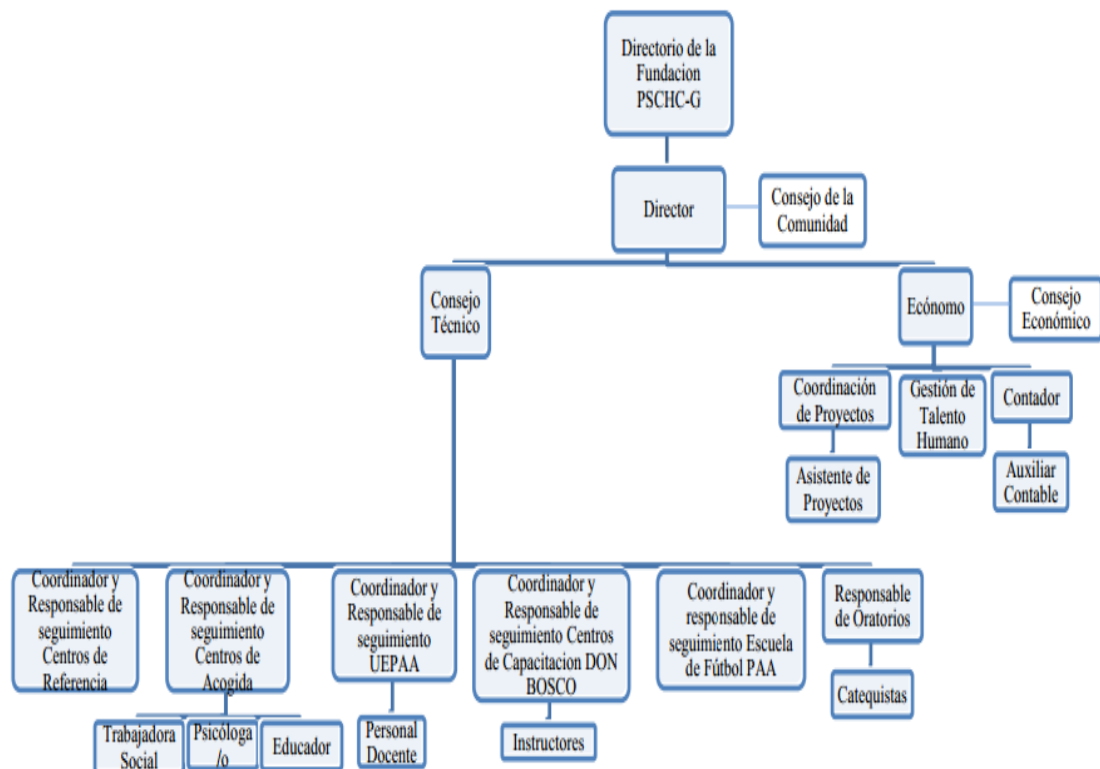 Directorio de la
Fundacion
PSCHC-G
Director
Consejo de la
Comunidad
Consejo
Técnico
Ecónomo
Consejo
Económico
Coordinación
de Proyectos
Gestión de
Talento
Humano
Contador
Asistente de
Proyectos
Auxiliar
Contable
Coordinador y
Responsable de
seguimiento
Centros de
Referencia
Coordinador y
Responsable de
seguimiento
Centros de
Acogida
Coordinador y
Responsable de
seguimiento
UEPAA
Coordinador y
Responsable de
seguimiento Centros
de Capacitacion DON
BOSCO
Coordinador y
responsable de
seguimiento Escuela
de Fútbol PAA
Responsable
de Oratorios
Trabajadora
Social
Psicóloga
/o
Educador
Personal
Docente
Instructores
Catequistas